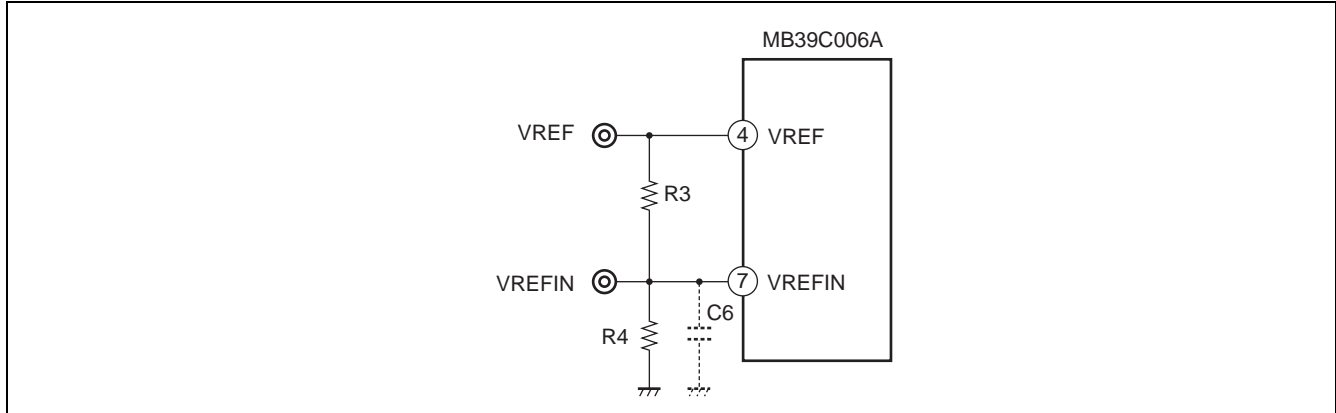 MB39C006A
VREF 4 VREF
R3
VREFIN 7 VREFIN
C6
R4